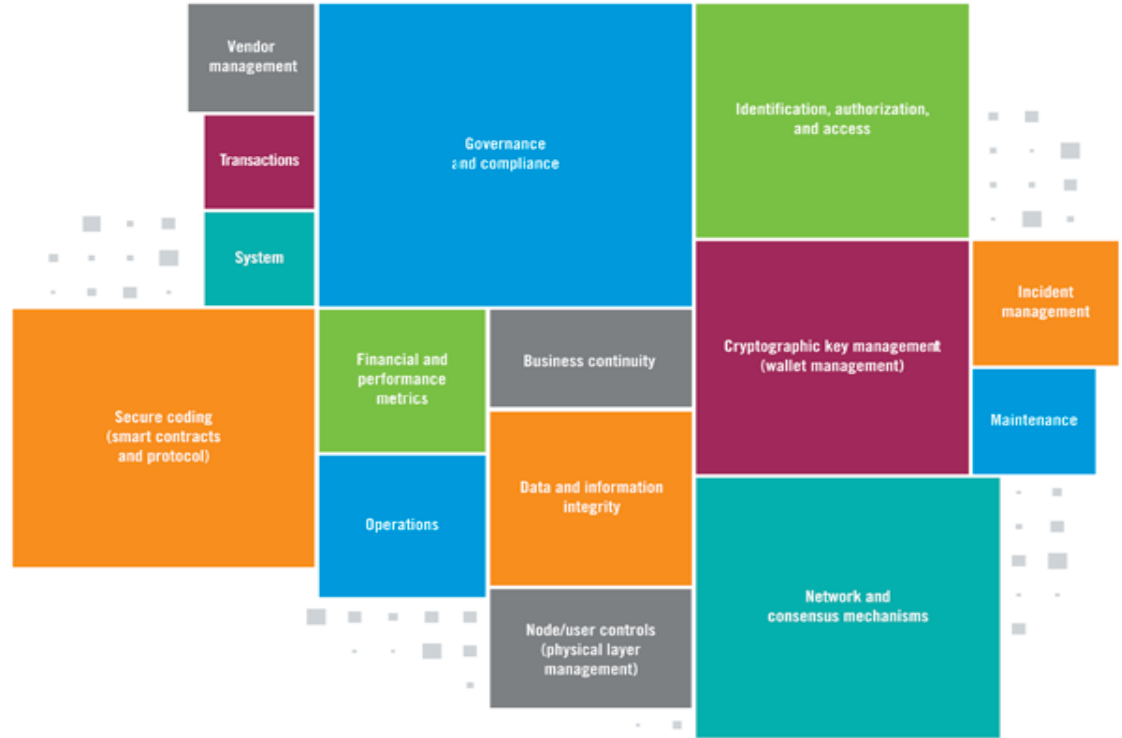 Vendor
management
Governance
and compliance
Identification, authorization,
and access
Transactions
System
Incident
management
Cryptographic key management
(wallet management)
Financial and
performance
metrics
Business continuity
Secure coding
(smart contracts
and protocol)
Maintenance
Data and information
integrity
Operations
Network and
consensus mechanisms
Node/user controls
(physical layer
management)